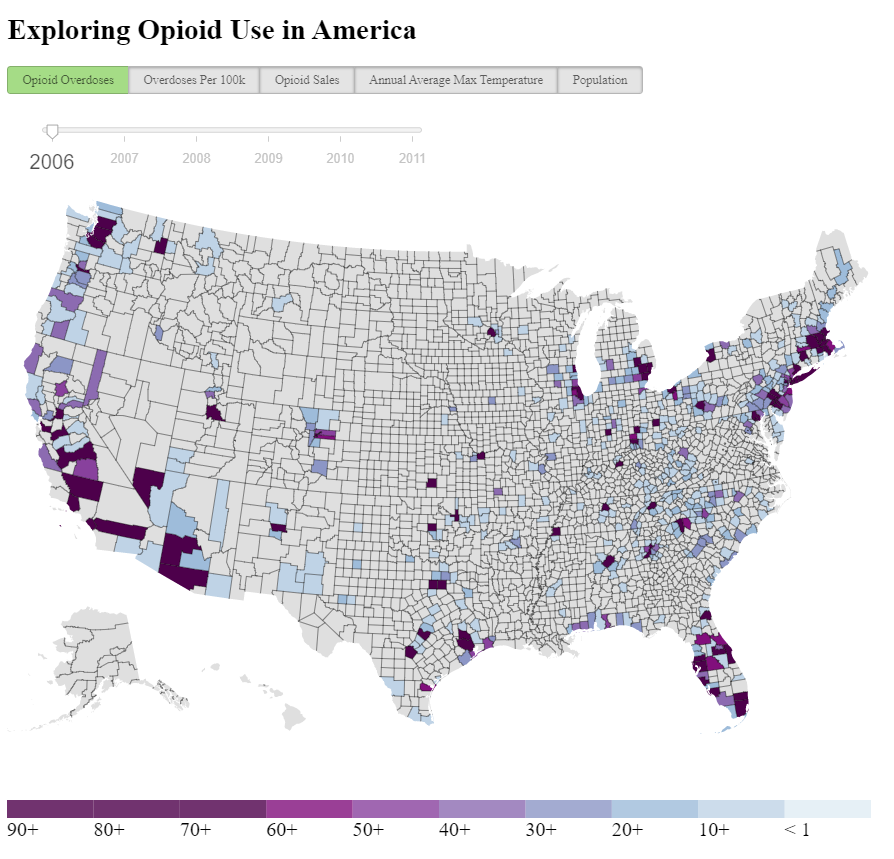 Exploring Opioid Use in America
Opioid Overdoses Overdoses Per 100k Opioid Sales Annual Average Max Temperature Population
2006 2007 2008 2009 2010 2011
90+ 80+ 70+ 60+ 50+ 40+ 30+ 20+ 10+ < 1